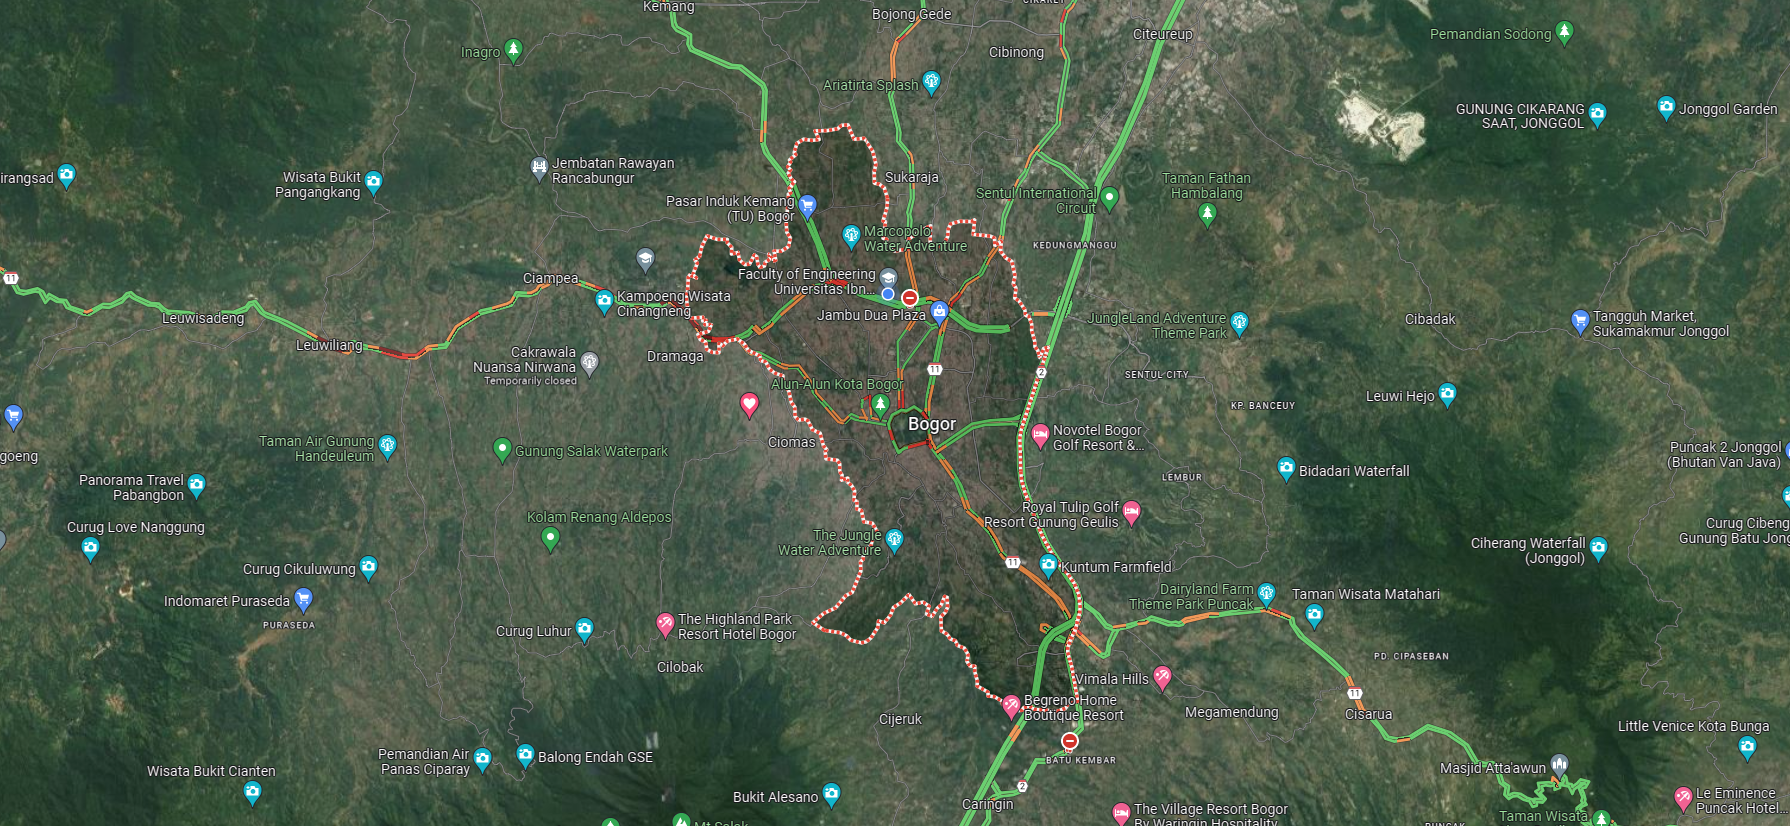 Kemang
Bojong Gede
Citeureup
Inagro
Cibinong
Pemandian Sodong
Ariatirta Splash
GUNUNG CIKARANG
SAAT, JONGGOL
Jonggol Garden
irangsad
Wisata Bukit
Pangangkang
Jembatan Rawayan
Rancabungur
Sukaraja
Pasar Induk Kemang
(TU) Bogor
Sentul International
Circuit
Taman Fathan
Hambalang
Marcopolo
Water Adventure
KEDUNGMANGGU
Faculty of Engineering
Universitas Ibn...
11
Ciampea
Kampoeng Wisata
Cinangneng
Jambu Dua Plaza
Leuwisadeng
Leuwiliang
JungleLand Adventure
Theme Park
Cibadak
Tangguh Market,
Sukamakmur Jonggol
Cakrawala
Nuansa Nirwana
Temporarily closed
Dramaga
11
2
SENTUL CITY
Alun-Alun Kota Bogor
KP. BANCEUY
Leuwi Hejo
Bogor
Ciomas
Novotel Bogor
Golf Resort &...
goeng
Taman Air Gunung
Handeuleum
Gunung Salak Waterpark
Puncak 2 Jonggol
(Bhutan Van Java)
Panorama Travel
Pabangbon
LEMBUR
Bidadari Waterfall
Curug Love Nanggung
Kolam Renang Aldepos
Royal Tulip Golf
Resort Gunung Geulis
The Jungle
Water Adventure
Curug Cibeng
Gunung Batu Jong
Ciherang Waterfall
(Jonggol)
Curug Cikuluwung
11
Kuntum Farmfield
Indomaret Puraseda
PURASEDA
Dairyland Farm
Theme Park Puncak
Taman Wisata Matahari
Curug Luhur
The Highland Park
Resort Hotel Bogor
Cilobak
PD. CIPASEBAN
Vimala Hills
11
Begreno Home
Boutique Resort
Cijeruk
Megamendung
Cisarua
Little Venice Kota Bunga
Pemandian Air
Panas Ciparay
Balong Endah GSE
BATU KEMBAR
Masjid Atta'awun
Wisata Bukit Cianten
2
Bukit Alesano
Caringin
The Village Resort Bogor
By Waringin Hospitality
Le Eminence
Puncak Hotel...
Taman Wisata
Mt Salak
PUNCAK